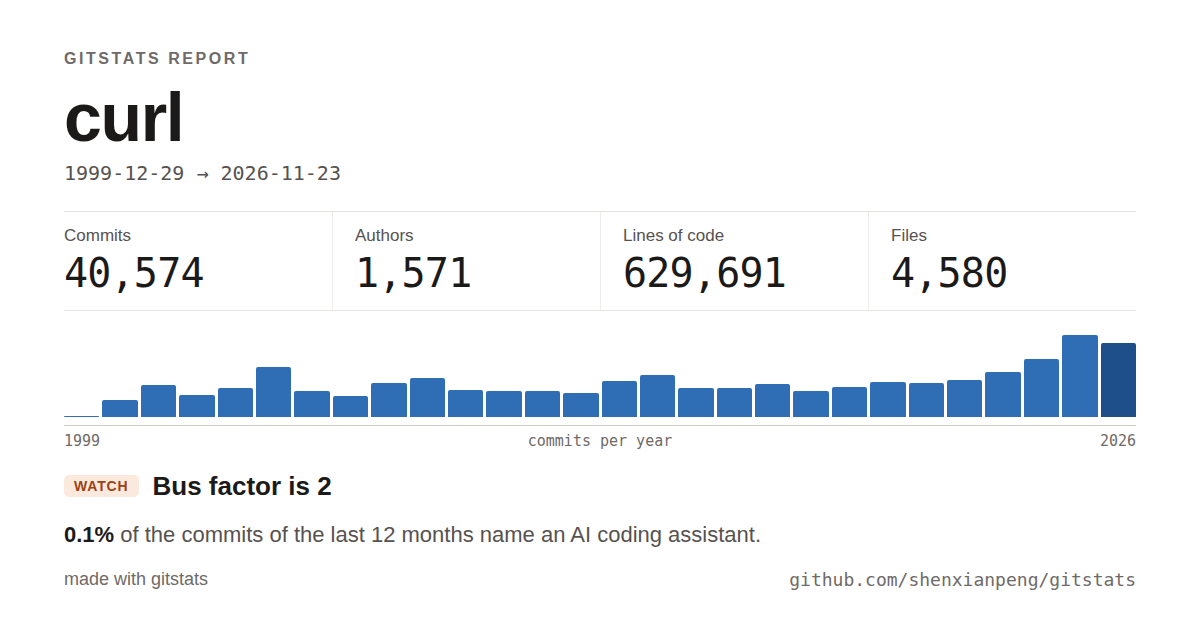 GITSTATS REPORT
curl
1999-12-29 → 2026-11-23
Commits Authors Lines of code Files
40,574 1,571 629,691 4,580
1999 commits per year 2026
WATCH Bus factor is 2
0.1% of the commits of the last 12 months name an AI coding assistant.
made with gitstats github.com/shenxianpeng/gitstats